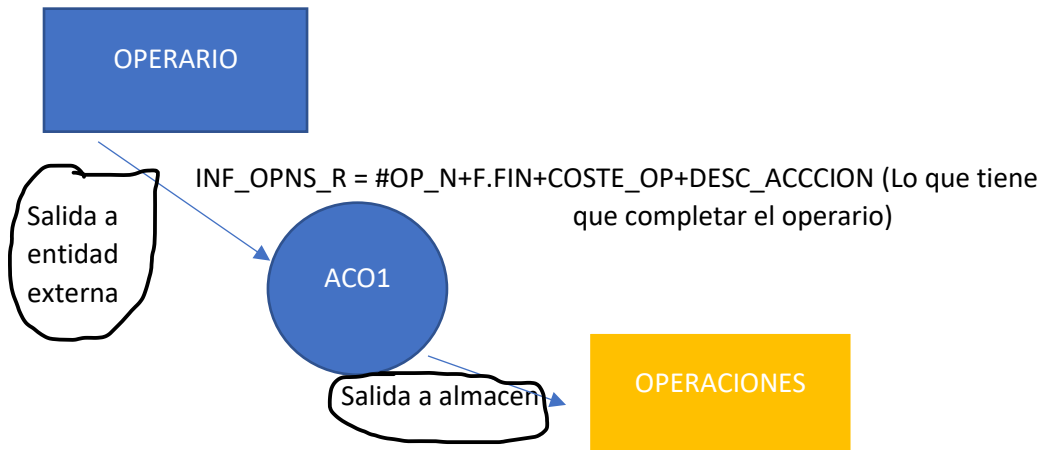 OPERARIO
INF_OPNS_R = #OP_N+F.FIN+COSTE_OP+DESC_ACCCION (Lo que tiene
que completar el operario)
Salida a
entidad
externa
ACO1
Salida a almacen
OPERACIONES